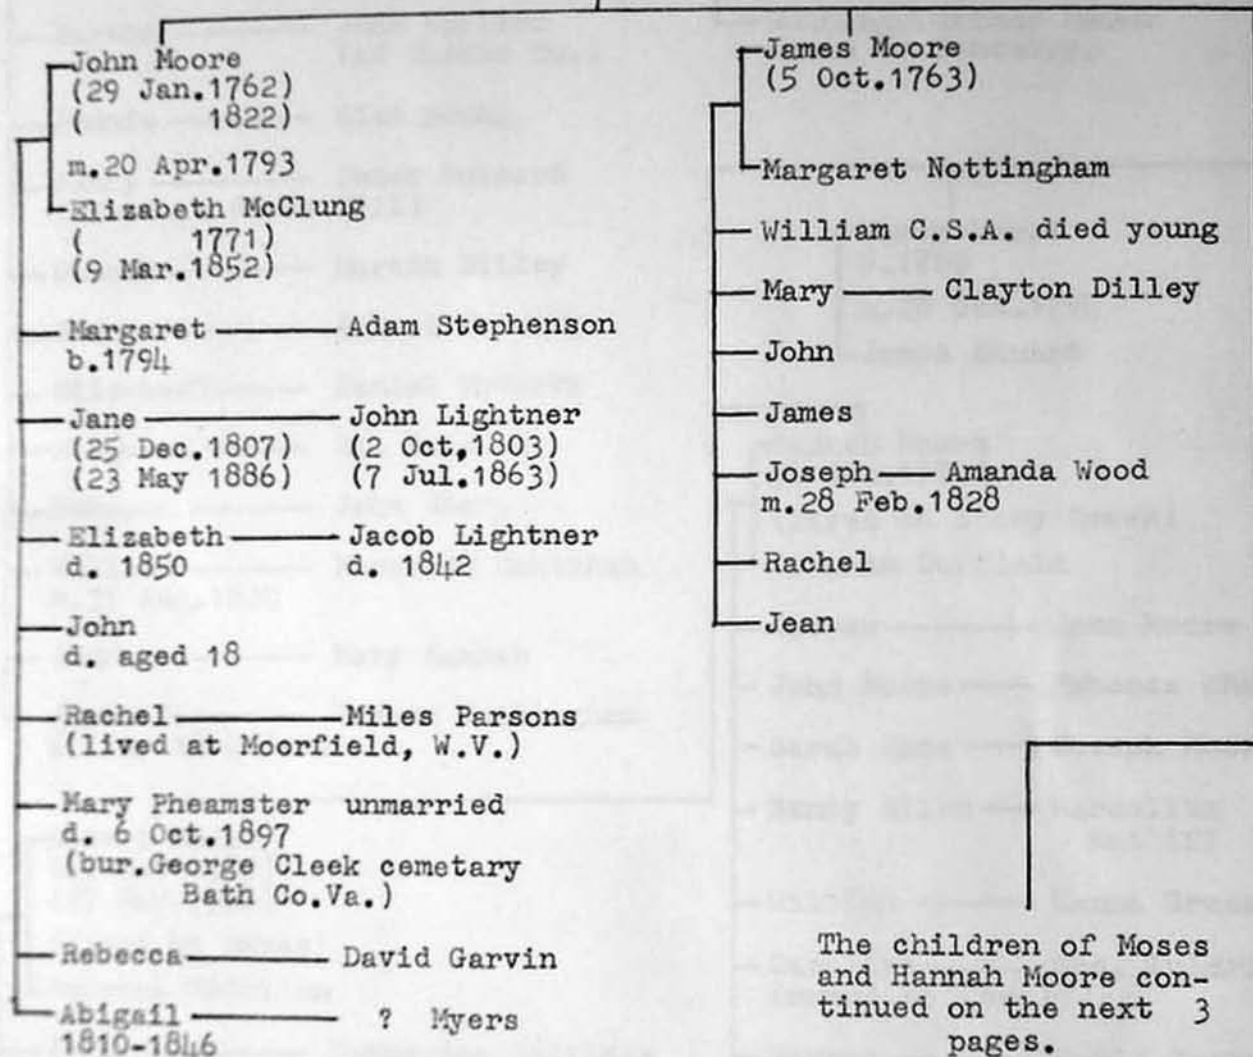 John Moore
(29 Jan.1762)
( 1822)
m.20 Apr.1793
Elizabeth McClung
( 1771)
(9 Mar.1852)
Margaret Adam Stephenson
b.1794
Jane John Lightner
(25 Dec.1807) (2 Oct,1803)
(23 May 1886) (7 Jul.1863)
Elizabeth Jacob Lightner
d. 1850 d. 1842
John
d. aged 18
Rachel Miles Parsons
(lived at Moorfield, W.V.)
Mary Pheamster unmarried
d. 6 Oct.1897
(bur.George Cleek cemetary
Bath Co.Va.)
Rebecca David Garvin
Abigail ? Myers
1810-1846
James Moore
(5 Oct.1763)
Margaret Nottingham
William C.S.A. died young
Mary Clayton Dilley
John
James
Joseph Amanda Wood
m.28 Feb.1828
Rachel
Jean
The children of Moses
and Hannah Moore con-
tinued on the next 3
pages.